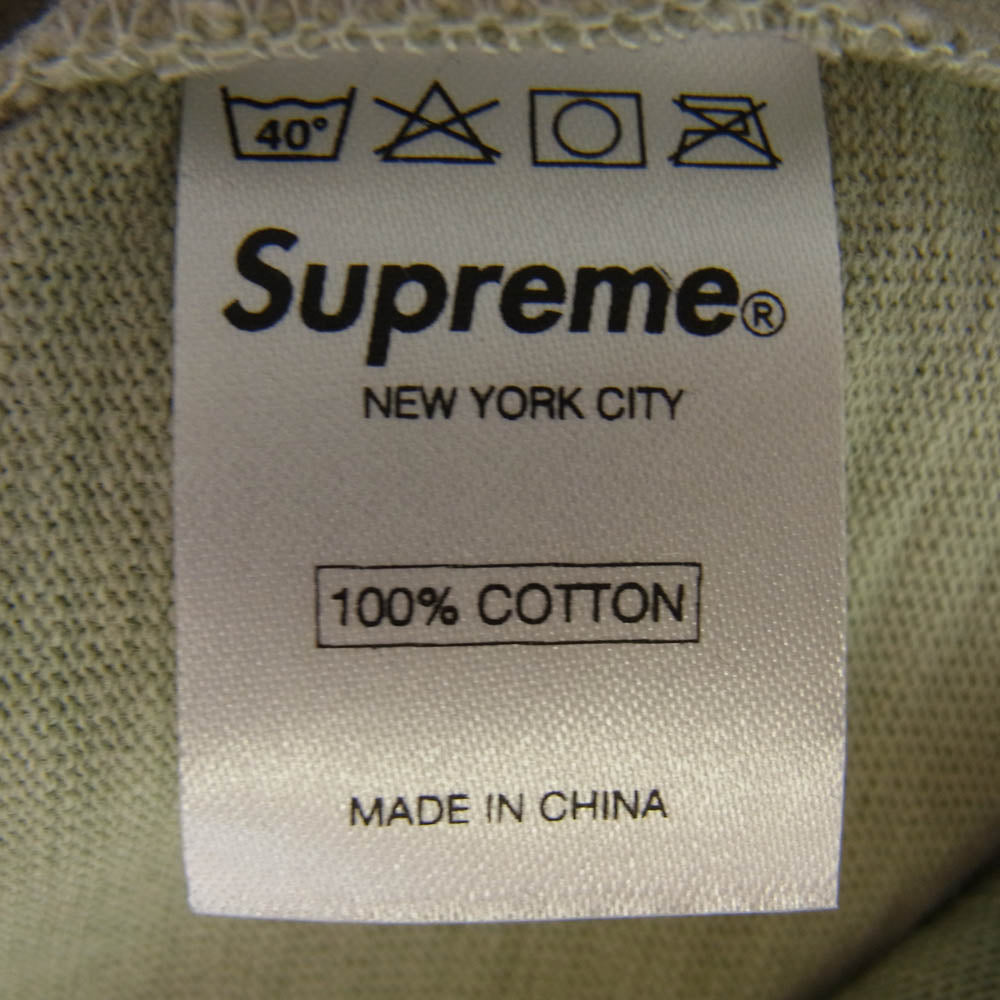 40°
Supreme®
NEW YORK CITY
100% COTTON
MADE IN CHINA